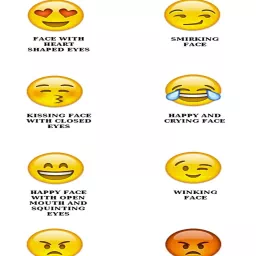 FACE WITH
HEART
SHAPED EYES
SMIRKING
FACE
KISSING FACE
WITH CLOSED
EYES
HAPPY AND
CRYING FACE
HAPPY FACE
WITH OPEN
MOUTH AND
SQUINTING
EYES
WINKING
FACE